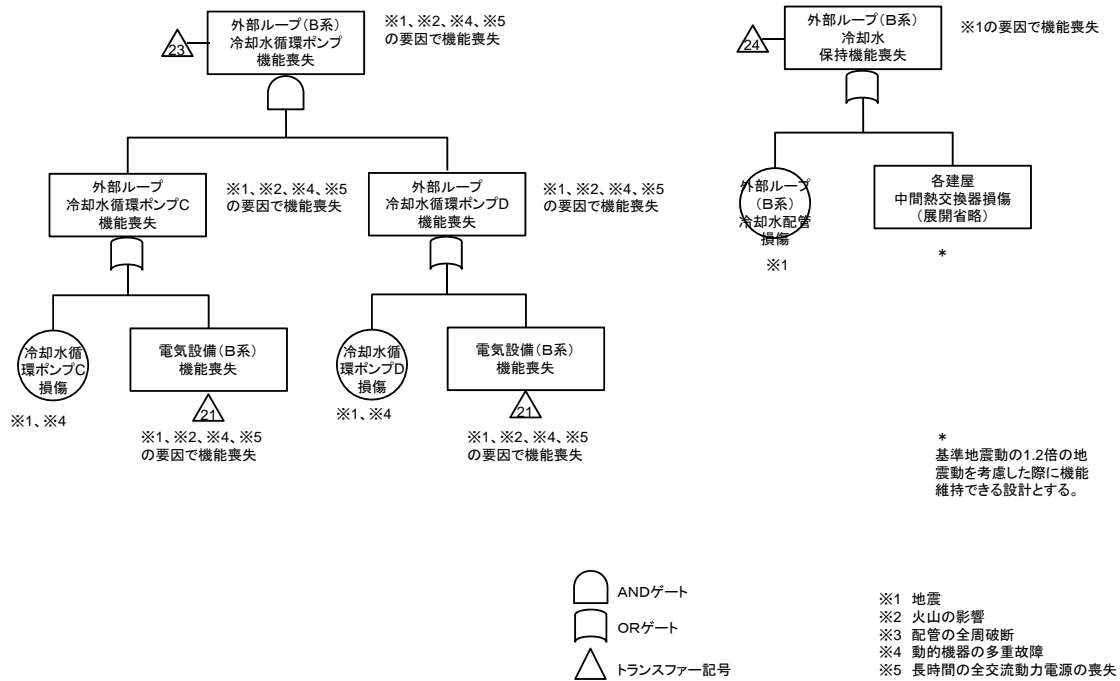 外部ループ（B系）
冷却水循環ポンプ
機能喪失
※1、※2、※4、※5
の要因で機能喪失
23
外部ループ
冷却水循環ポンプC
機能喪失
※1、※2、※4、※5
の要因で機能喪失
外部ループ
冷却水循環ポンプD
機能喪失
※1、※2、※4、※5
の要因で機能喪失
冷却水循
環ポンプC
損傷
※1、※4
電気設備（B系）
機能喪失
21
※1、※2、※4、※5
の要因で機能喪失
冷却水循
環ポンプD
損傷
※1、※4
電気設備（B系）
機能喪失
21
※1、※2、※4、※5
の要因で機能喪失
外部ループ（B系）
冷却水
保持機能喪失
※1の要因で機能喪失
24
外部ループ
（B系）
冷却水配管
損傷
※1
各建屋
中間熱交換器損傷
（展開省略）
*
*
基準地震動の1.2倍の地
震動を考慮した際に機能
維持できる設計とする。
ANDゲート
ORゲート
トランスファー記号
※1 地震
※2 火山の影響
※3 配管の全周破断
※4 動的機器の多重故障
※5 長時間の全交流動力電源の喪失